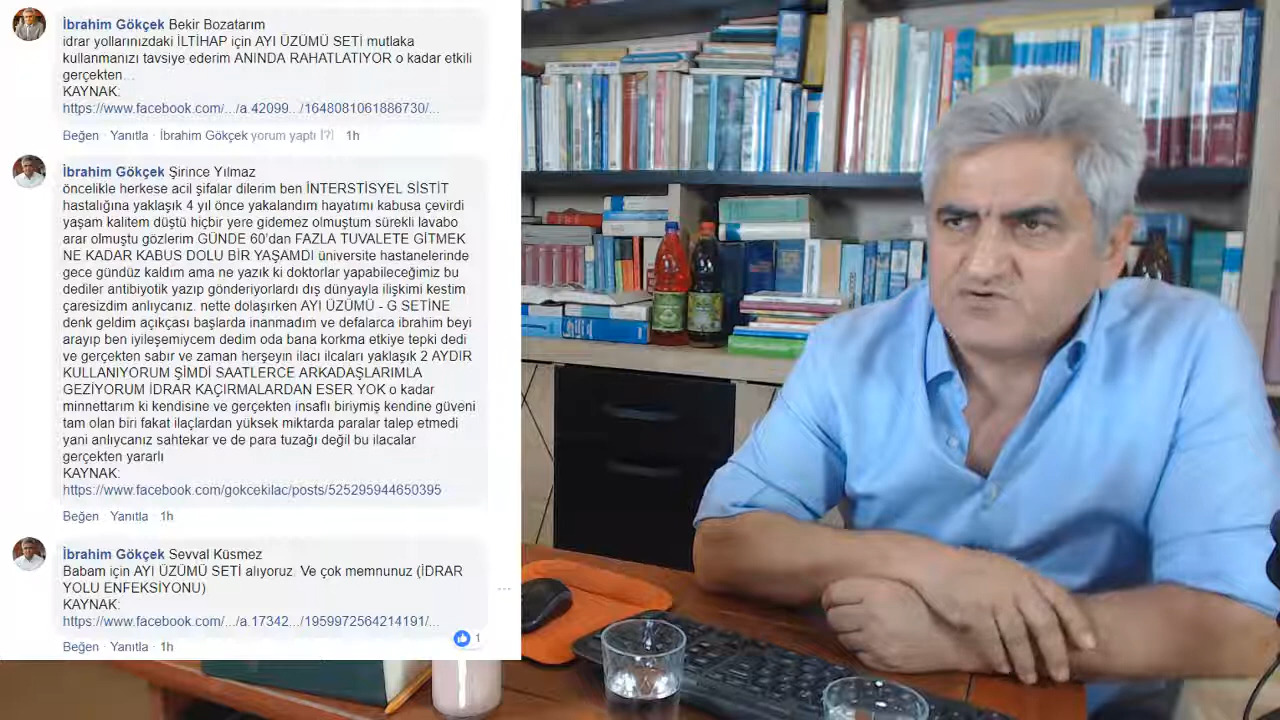 İbrahim Gökçek Bekir Bozatarım
idrar yollarınızdaki İLTİHAP için AYI ÜZÜMÜ SETİ mutlaka
kullanmanızı tavsiye ederim ANINDA RAHATLATIYOR o kadar etkili
gerçekten...
KAYNAK:
https://www.facebook.com/.../a.42099.../1648081061886730/...
Beğen · Yanıtla · İbrahim Gökçek yorum yaptı [?] · 1h
İbrahim Gökçek Şirince Yılmaz
öncelikle herkese acil şifalar dilerim ben İNTERSTİSYEL SİSTİT
hastalığına yaklaşık 4 yıl önce yakalandım hayatımı kabusa çevirdi
yaşam kalitem düştü hiçbir yere gidemez olmuştum sürekli lavabo
arar olmuştu gözlerim GÜNDE 60'dan FAZLA TUVALETE GİTMEK
NE KADAR KABUS DOLU BİR YAŞAMDI üniversite hastanelerinde
gece gündüz kaldım ama ne yazık ki doktorlar yapabileceğimiz bu
dediler antibiyotik yazıp gönderiyorlardı dış dünyayla ilişkimi kestim
çaresizdim anlıycanız. nette dolaşırken AYI ÜZÜMÜ - G SETİNE
denk geldim açıkçası başlarda inanmadım ve defalarca ibrahim beyi
arayıp ben iyileşemiycem dedim oda bana korkma etkiye tepki dedi
ve gerçekten sabır ve zaman herşeyin ilacı ilcaları yaklaşık 2 AYDIR
KULLANIYORUM ŞİMDİ SAATLERCE ARKADAŞLARIMLA
GEZİYORUM İDRAR KAÇIRMALARDAN ESER YOK o kadar
minnettarım ki kendisine ve gerçekten insaflı biriymiş kendine güveni
tam olan biri fakat ilaçlardan yüksek miktarda paralar talep etmedi
yani anlıycanız sahtekar ve de para tuzağı değil bu ilacalar
gerçekten yararlı
KAYNAK:
https://www.facebook.com/gokcekilac/posts/525295944650395
Beğen · Yanıtla · 1h
İbrahim Gökçek Sevval Küsmez
Babam için AYI ÜZÜMÜ SETİ alıyoruz. Ve çok memnunuz (İDRAR
YOLU ENFEKSİYONU)
KAYNAK:
https://www.facebook.com/.../a.17342.../1959972564214191/...
1
Beğen · Yanıtla · 1h